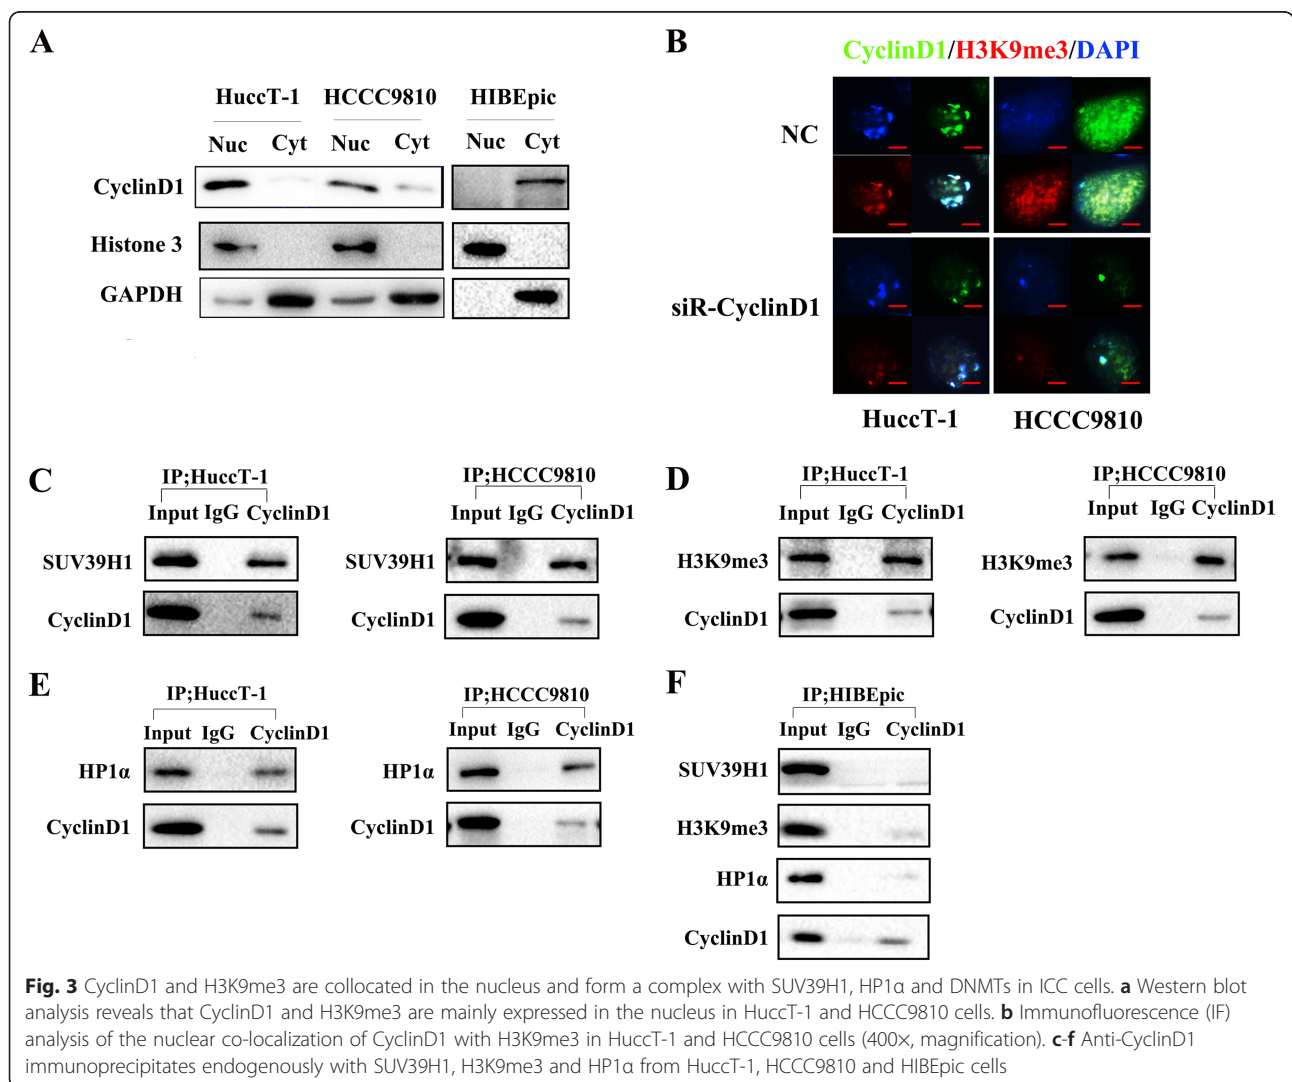 A
HuccT-1 HCCC9810 HIBEpic
Nuc Cyt Nuc Cyt Nuc Cyt
CyclinD1
Histone 3
GAPDH
B
CyclinD1/H3K9me3/DAPI
NC
siR-CyclinD1
HuccT-1 HCCC9810
C
IP;HuccT-1
Input IgG CyclinD1
SUV39H1
CyclinD1
IP;HCCC9810
Input IgG CyclinD1
SUV39H1
CyclinD1
D
IP;HuccT-1
Input IgG CyclinD1
H3K9me3
CyclinD1
IP;HCCC9810
Input IgG CyclinD1
H3K9me3
CyclinD1
E
IP;HuccT-1
Input IgG CyclinD1
HP1α
CyclinD1
IP;HCCC9810
Input IgG CyclinD1
HP1α
CyclinD1
F
IP;HIBEpic
Input IgG CyclinD1
SUV39H1
H3K9me3
HP1α
CyclinD1
Fig. 3 CyclinD1 and H3K9me3 are collocated in the nucleus and form a complex with SUV39H1, HP1α and DNMTs in ICC cells. a Western blot
analysis reveals that CyclinD1 and H3K9me3 are mainly expressed in the nucleus in HuccT-1 and HCCC9810 cells. b Immunofluorescence (IF)
analysis of the nuclear co-localization of CyclinD1 with H3K9me3 in HuccT-1 and HCCC9810 cells (400×, magnification). c-f Anti-CyclinD1
immunoprecipitates endogenously with SUV39H1, H3K9me3 and HP1α from HuccT-1, HCCC9810 and HIBEpic cells